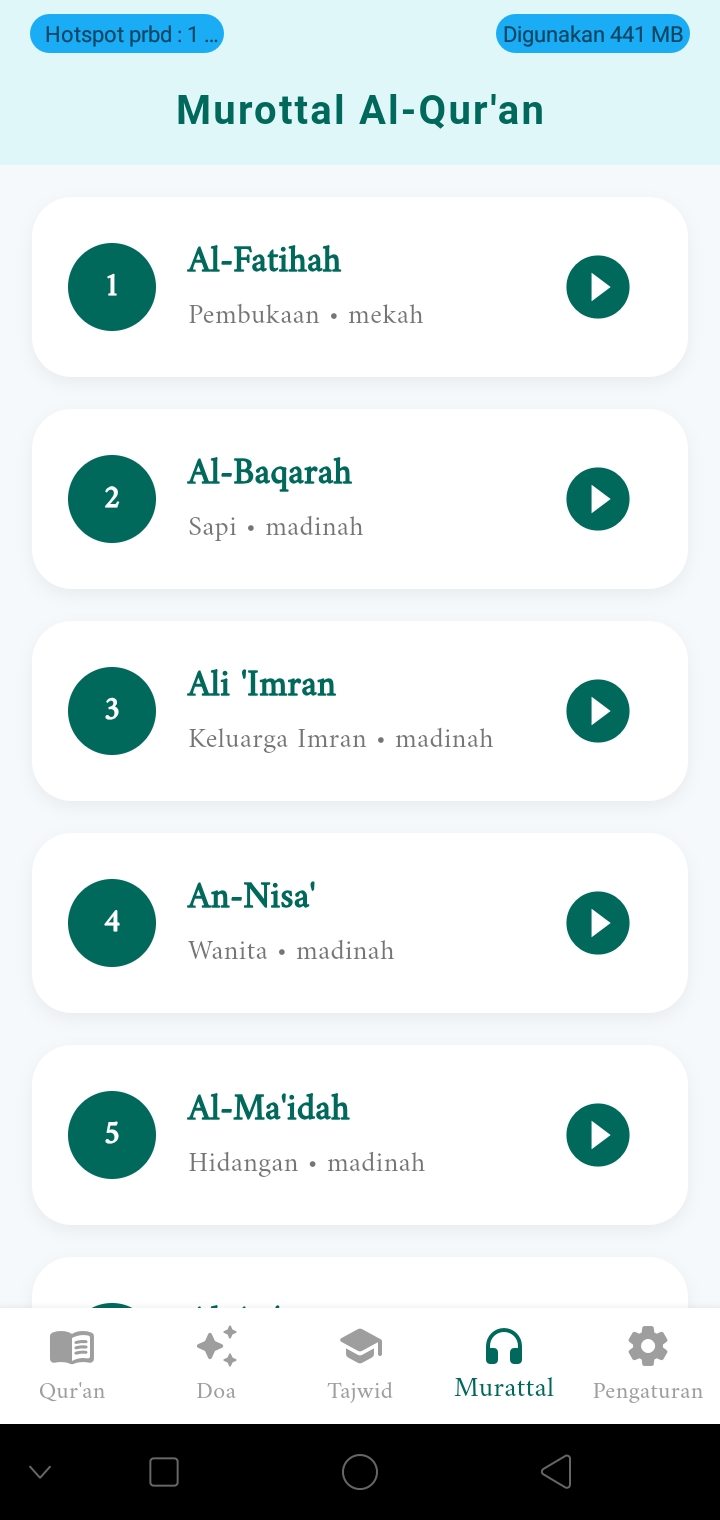 Hotspot prbd : 1 ...
Digunakan 441 MB
Murottal Al-Qur'an
1
Al-Fatihah
Pembukaan • mekah
2
Al-Baqarah
Sapi • madinah
3
Ali 'Imran
Keluarga Imran • madinah
4
An-Nisa'
Wanita • madinah
5
Al-Ma'idah
Hidangan • madinah
Qur'an
Doa
Tajwid
Murattal
Pengaturan